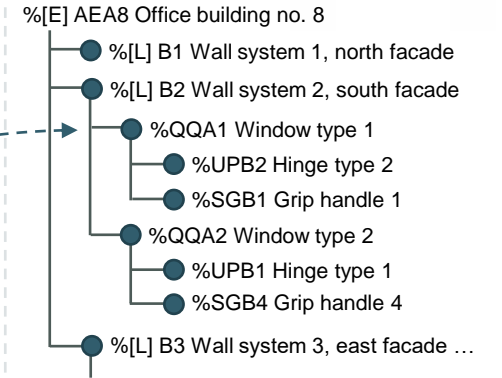 %[E] AEA8 Office building no. 8
%[L] B1 Wall system 1, north facade
%[L] B2 Wall system 2, south facade
%QQA1 Window type 1
%UPB2 Hinge type 2
%SGB1 Grip handle 1
%QQA2 Window type 2
%UPB1 Hinge type 1
%SGB4 Grip handle 4
%[L] B3 Wall system 3, east facade …